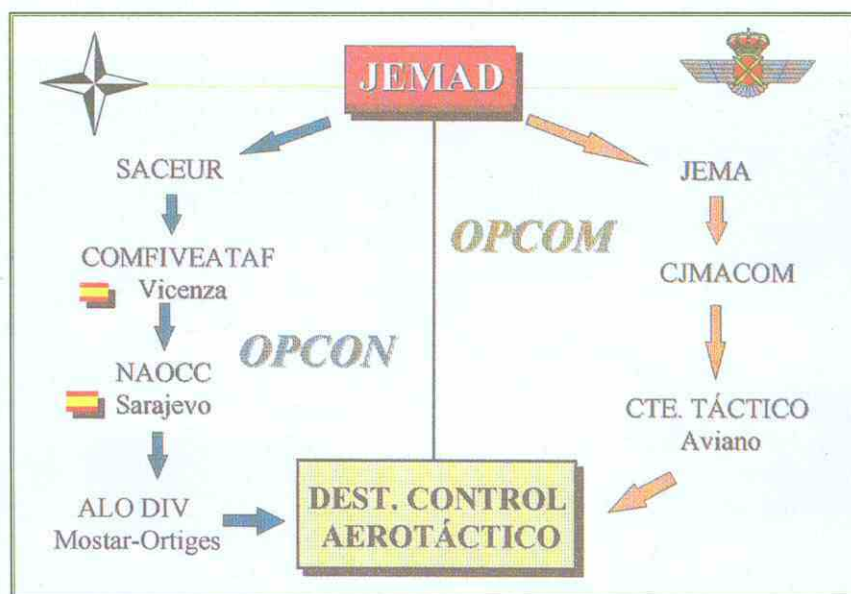 JEMAD
SACEUR
COMFIVEATAF
Vicenza
NAOCC
Sarajevo
ALO DIV
Mostar-Ortiges
OPCON
OPCOM
JEMA
CJMACOM
CTE. TÁCTICO
Aviano
DEST. CONTROL
AEROTÁCTICO